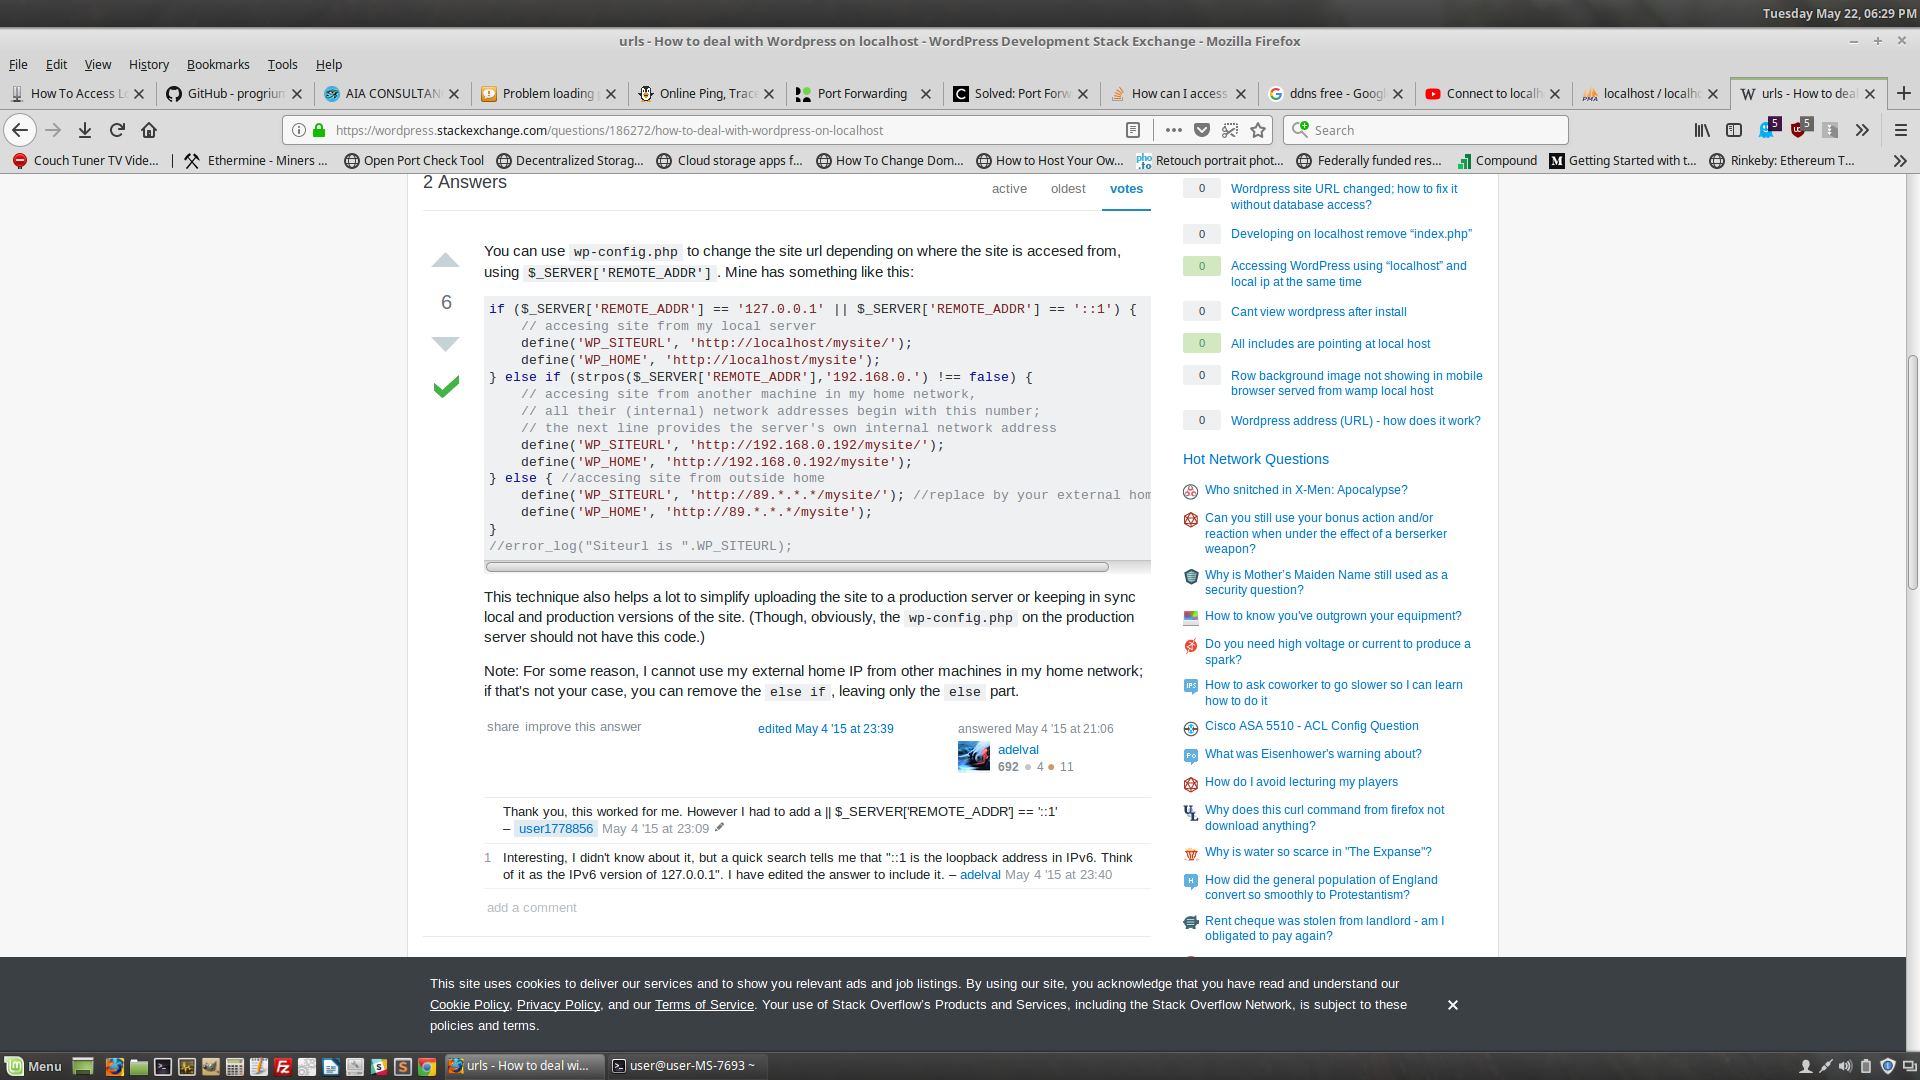 Tuesday May 22, 06:29 PM
urls - How to deal with Wordpress on localhost - WordPress Development Stack Exchange - Mozilla Firefox
File Edit View History Bookmarks Tools Help
How To Access L
GitHub - progriun
AIA CONSULTAN
Problem loading
Online Ping, Trac
Port Forwarding
Solved: Port Forw
How can I access
ddns free - Goog
Connect to localh
localhost / localh
urls - How to deal
https://wordpress.stackexchange.com/questions/186272/how-to-deal-with-wordpress-on-localhost
Search
5
5
Couch Tuner TV Vide...
Ethermine - Miners ...
Open Port Check Tool
Decentralized Storag...
Cloud storage apps f...
How To Change Dom...
How to Host Your Ow...
Retouch portrait phot...
Federally funded res...
Compound
Getting Started with t...
Rinkeby: Ethereum T...
2 Answers
active oldest votes
6
You can use wp-config.php to change the site url depending on where the site is accesed from,
using $_SERVER['REMOTE_ADDR'] . Mine has something like this:
if ($_SERVER['REMOTE_ADDR'] == '127.0.0.1' || $_SERVER['REMOTE_ADDR'] == '::1') {
// accesing site from my local server
define('WP_SITEURL', 'http://localhost/mysite/');
define('WP_HOME', 'http://localhost/mysite');
} else if (strpos($_SERVER['REMOTE_ADDR'],'192.168.0.') !== false) {
// accesing site from another machine in my home network,
// all their (internal) network addresses begin with this number;
// the next line provides the server's own internal network address
define('WP_SITEURL', 'http://192.168.0.192/mysite/');
define('WP_HOME', 'http://192.168.0.192/mysite');
} else { //accesing site from outside home
define('WP_SITEURL', 'http://89.*.*.*/mysite/'); //replace by your external hom
define('WP_HOME', 'http://89.*.*.*/mysite');
}
//error_log("Siteurl is ".WP_SITEURL);
This technique also helps a lot to simplify uploading the site to a production server or keeping in sync
local and production versions of the site. (Though, obviously, the wp-config.php on the production
server should not have this code.)
Note: For some reason, I cannot use my external home IP from other machines in my home network;
if that's not your case, you can remove the else if , leaving only the else part.
share improve this answer
edited May 4 '15 at 23:39
answered May 4 '15 at 21:06
adelval
692 ● 4 ● 11
Thank you, this worked for me. However I had to add a || $_SERVER['REMOTE_ADDR'] == '::1'
– user1778856 May 4 '15 at 23:09
1 Interesting, I didn't know about it, but a quick search tells me that "::1 is the loopback address in IPv6. Think
of it as the IPv6 version of 127.0.0.1". I have edited the answer to include it. – adelval May 4 '15 at 23:40
add a comment
0 Wordpress site URL changed; how to fix it
without database access?
0 Developing on localhost remove “index.php”
0 Accessing WordPress using “localhost” and
local ip at the same time
0 Cant view wordpress after install
0 All includes are pointing at local host
0 Row background image not showing in mobile
browser served from wamp local host
0 Wordpress address (URL) - how does it work?
Hot Network Questions
Who snitched in X-Men: Apocalypse?
Can you still use your bonus action and/or
reaction when under the effect of a berserker
weapon?
Why is Mother’s Maiden Name still used as a
security question?
How to know you've outgrown your equipment?
Do you need high voltage or current to produce a
spark?
How to ask coworker to go slower so I can learn
how to do it
Cisco ASA 5510 - ACL Config Question
What was Eisenhower's warning about?
How do I avoid lecturing my players
Why does this curl command from firefox not
download anything?
Why is water so scarce in "The Expanse"?
How did the general population of England
convert so smoothly to Protestantism?
Rent cheque was stolen from landlord - am I
obligated to pay again?
This site uses cookies to deliver our services and to show you relevant ads and job listings. By using our site, you acknowledge that you have read and understand our
Cookie Policy, Privacy Policy, and our Terms of Service. Your use of Stack Overflow’s Products and Services, including the Stack Overflow Network, is subject to these
policies and terms.
Menu
urls - How to deal wi...
user@user-MS-7693 ~